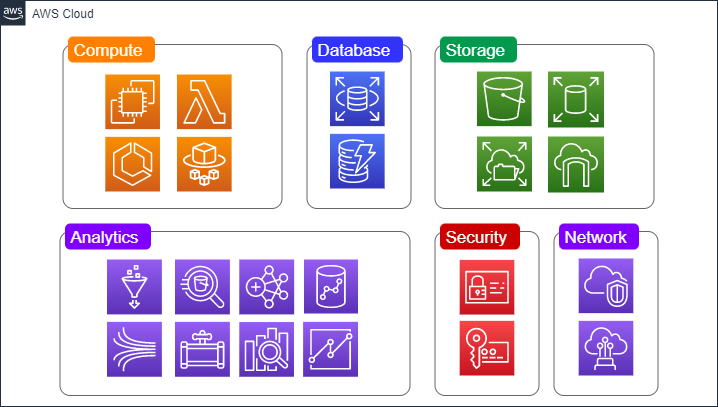 aws
AWS Cloud
Compute
Database
Storage
Analytics
Security
Network